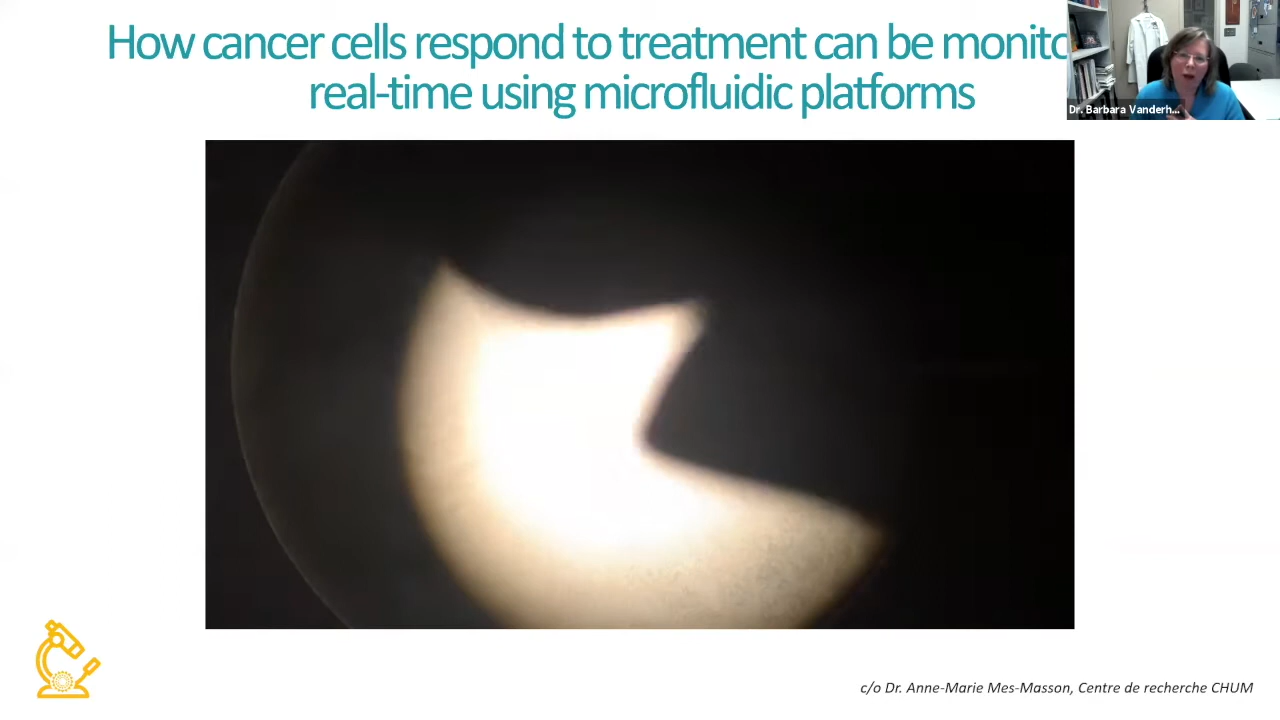 How cancer cells respond to treatment can be monito
real-time using microfluidic platforms
Dr. Barbara Vanderh...
c/o Dr. Anne-Marie Mes-Masson, Centre de recherche CHUM